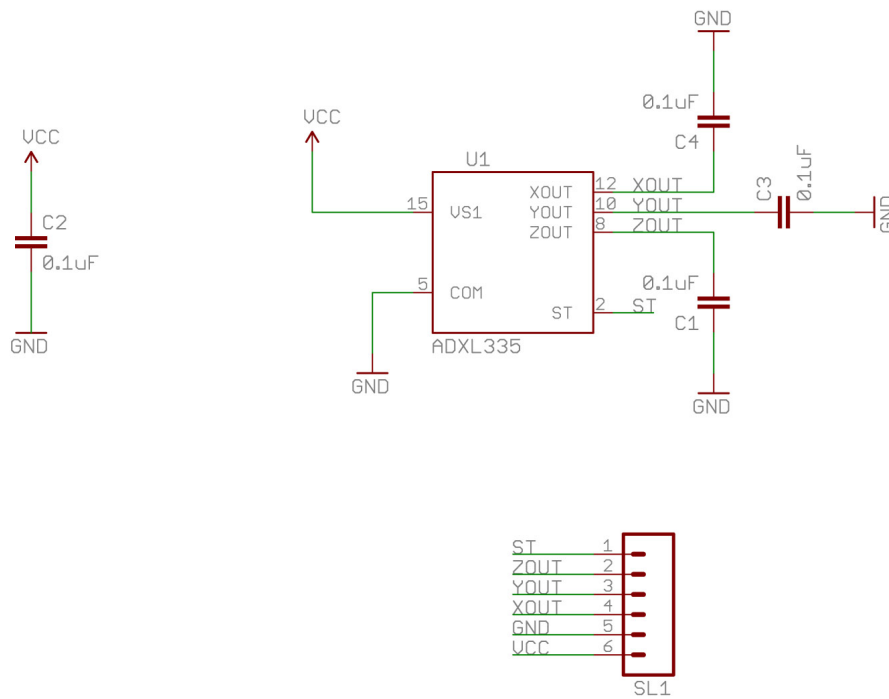 GND
0.1uF
C4
VCC
C2
0.1uF
GND
VCC
U1
15
VS1
5
COM
XOUT
12
XOUT
YOUT
10
YOUT
ZOUT
8
ZOUT
ST
2
ST
ADXL335
GND
C3
0.1uF
GND
0.1uF
C1
GND
ST
1
ZOUT
2
YOUT
3
XOUT
4
GND
5
VCC
6
SL1